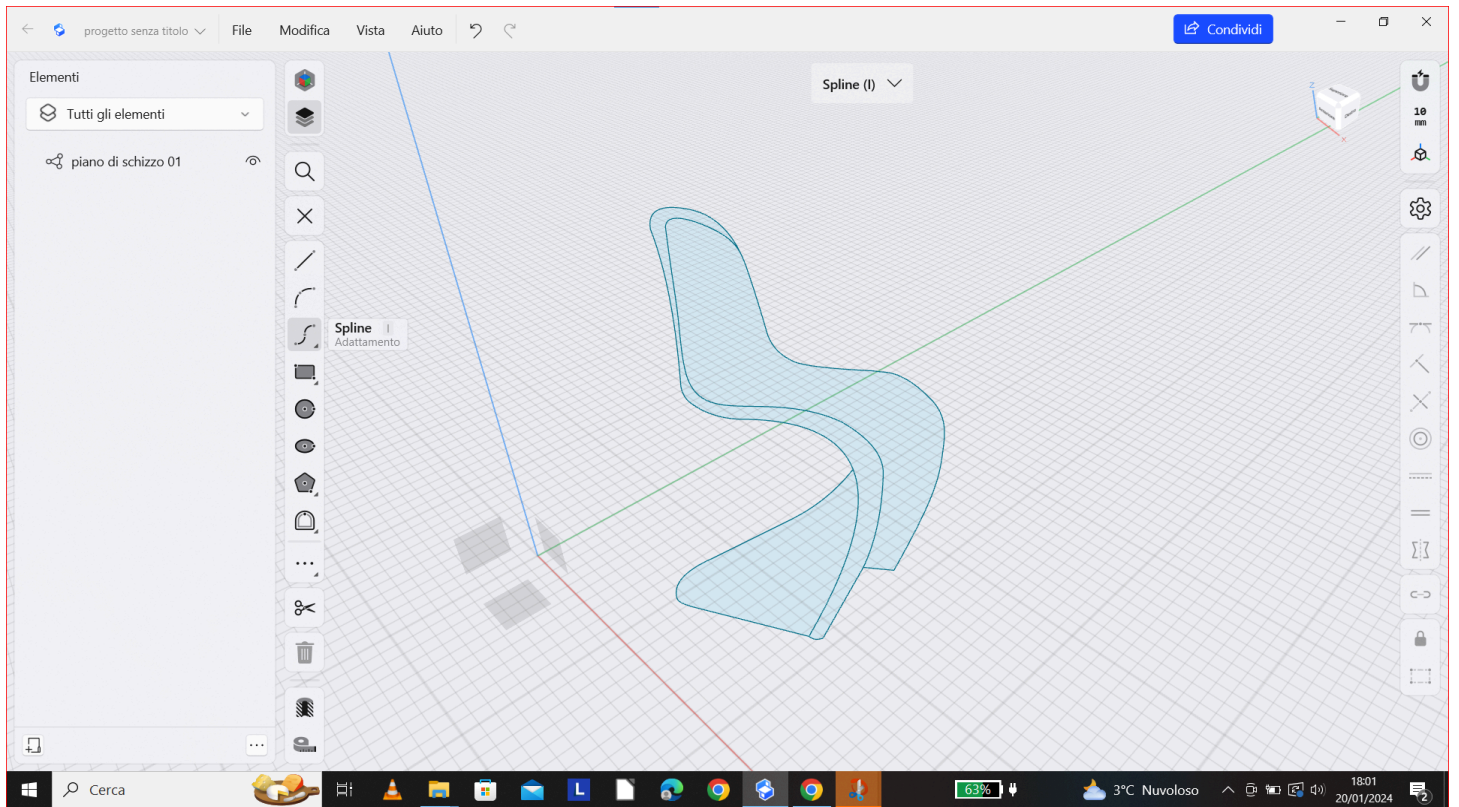 progetto senza titolo
File
Modifica
Vista
Aiuto
Condividi
Elementi
Tutti gli elementi
piano di schizzo 01
Spline (I)
Spline I
Adattamento
Z
X
10
mm
Cerca
L
63%
3°C Nuvoloso
18:01
20/01/2024
2